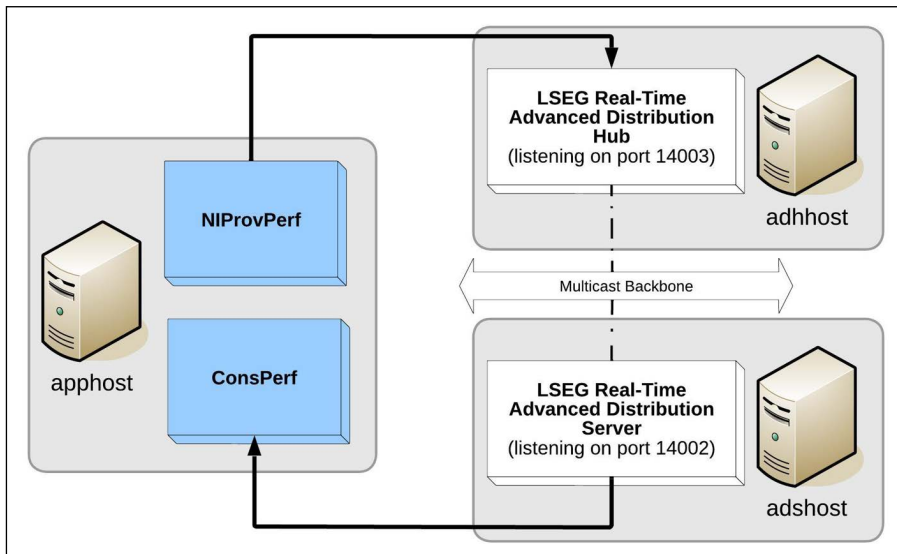 LSEG Real-Time
Advanced Distribution
Hub
(listening on port 14003)
adhhost
NIProvPerf
Multicast Backbone
ConsPerf
apphost
LSEG Real-Time
Advanced Distribution
Server
(listening on port 14002)
adshost